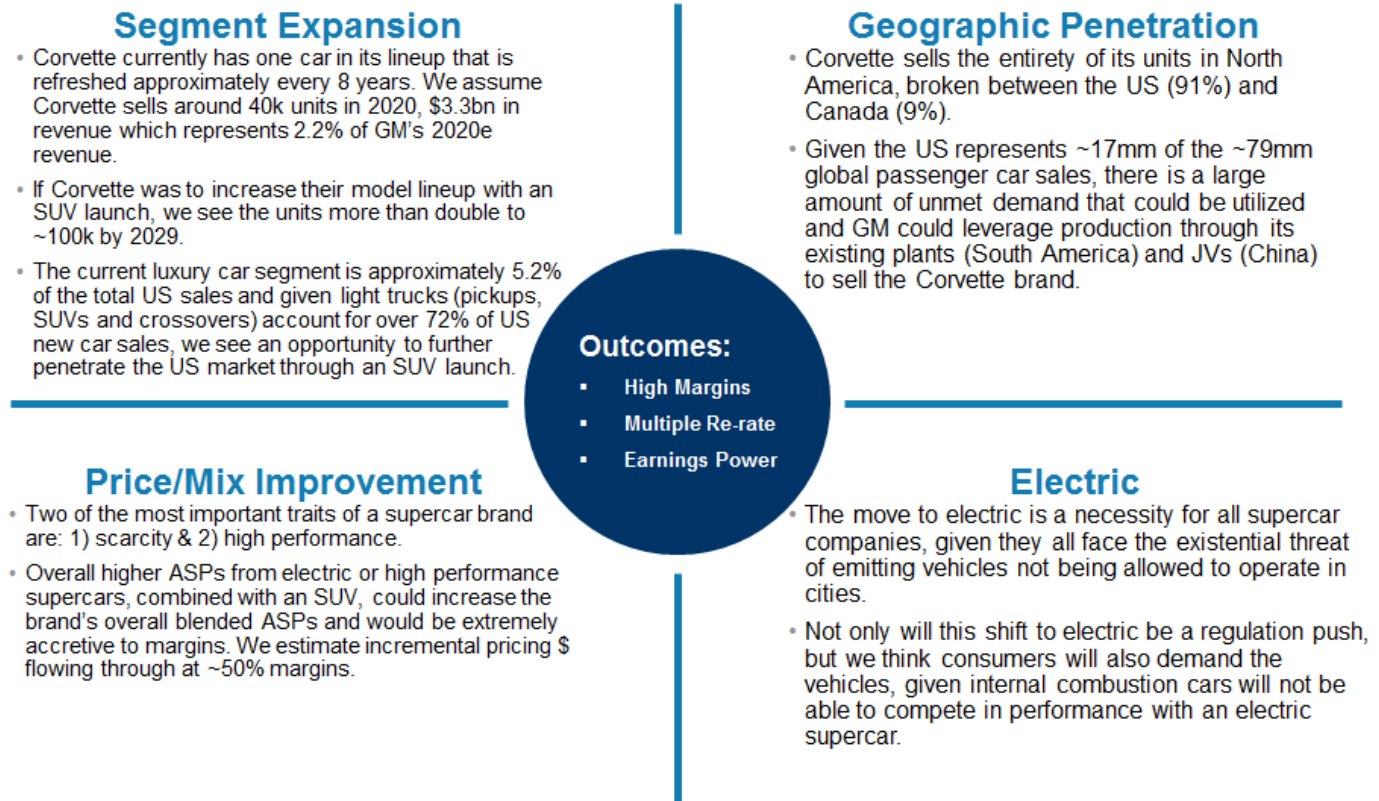 Segment Expansion
• Corvette currently has one car in its lineup that is
refreshed approximately every 8 years. We assume
Corvette sells around 40k units in 2020, $3.3bn in
revenue which represents 2.2% of GM's 2020e
revenue.
• If Corvette was to increase their model lineup with an
SUV launch, we see the units more than double to
~100k by 2029.
• The current luxury car segment is approximately 5.2%
of the total US sales and given light trucks (pickups,
SUVs and crossovers) account for over 72% of US
new car sales, we see an opportunity to further
penetrate the US market through an SUV launch.
Geographic Penetration
• Corvette sells the entirety of its units in North
America, broken between the US (91%) and
Canada (9%).
• Given the US represents ~17mm of the ~79mm
global passenger car sales, there is a large
amount of unmet demand that could be utilized
and GM could leverage production through its
existing plants (South America) and JVs (China)
to sell the Corvette brand.
Outcomes:
▪ High Margins
▪ Multiple Re-rate
▪ Earnings Power
Price/Mix Improvement
• Two of the most important traits of a supercar brand
are: 1) scarcity & 2) high performance.
• Overall higher ASPs from electric or high performance
supercars, combined with an SUV, could increase the
brand's overall blended ASPs and would be extremely
accretive to margins. We estimate incremental pricing $
flowing through at ~50% margins.
Electric
• The move to electric is a necessity for all supercar
companies, given they all face the existential threat
of emitting vehicles not being allowed to operate in
cities.
• Not only will this shift to electric be a regulation push,
but we think consumers will also demand the
vehicles, given internal combustion cars will not be
able to compete in performance with an electric
supercar.